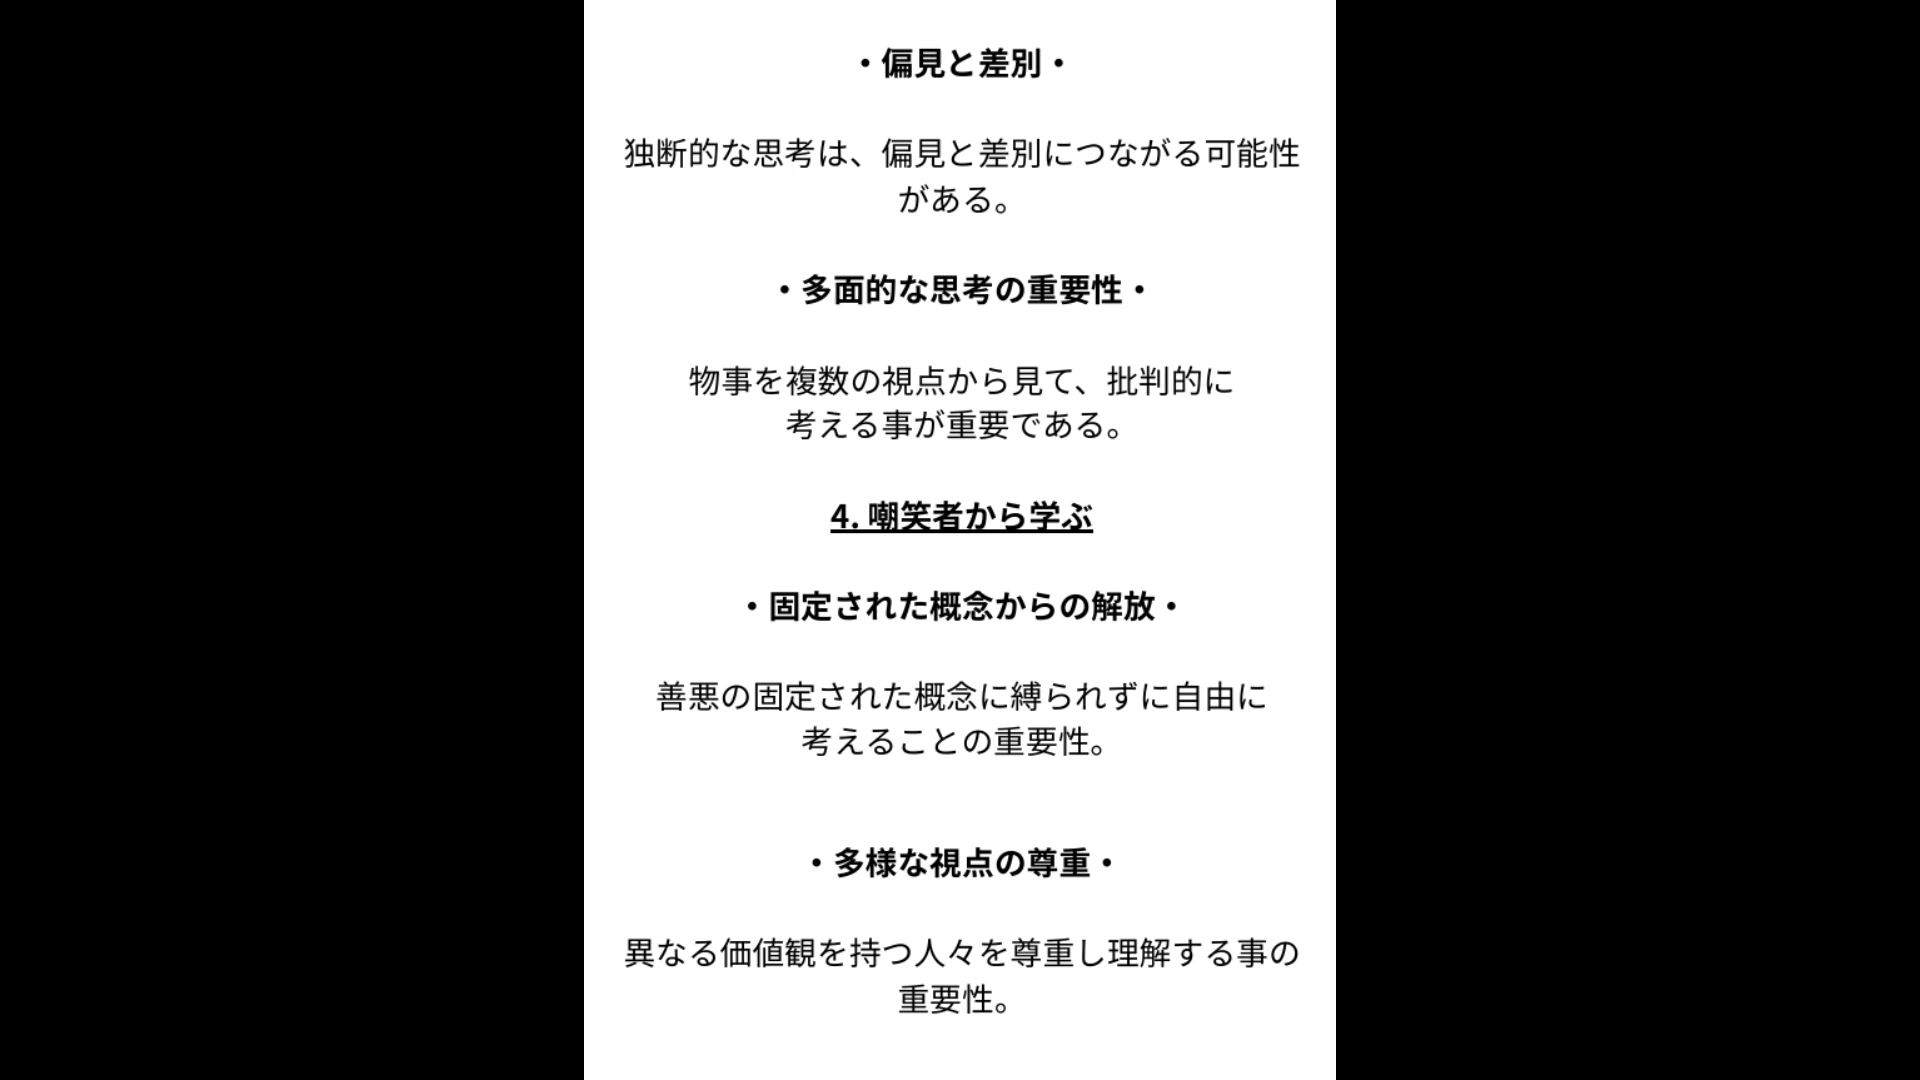 ・偏見と差別・
独断的な思考は、偏見と差別につながる可能性
がある。
・多面的な思考の重要性・
物事を複数の視点から見て、批判的に
考える事が重要である。
4. 嘲笑者から学ぶ
・固定された概念からの解放・
善悪の固定された概念に縛られずに自由に
考えることの重要性。
・多様な視点の尊重・
異なる価値観を持つ人々を尊重し理解する事の
重要性。